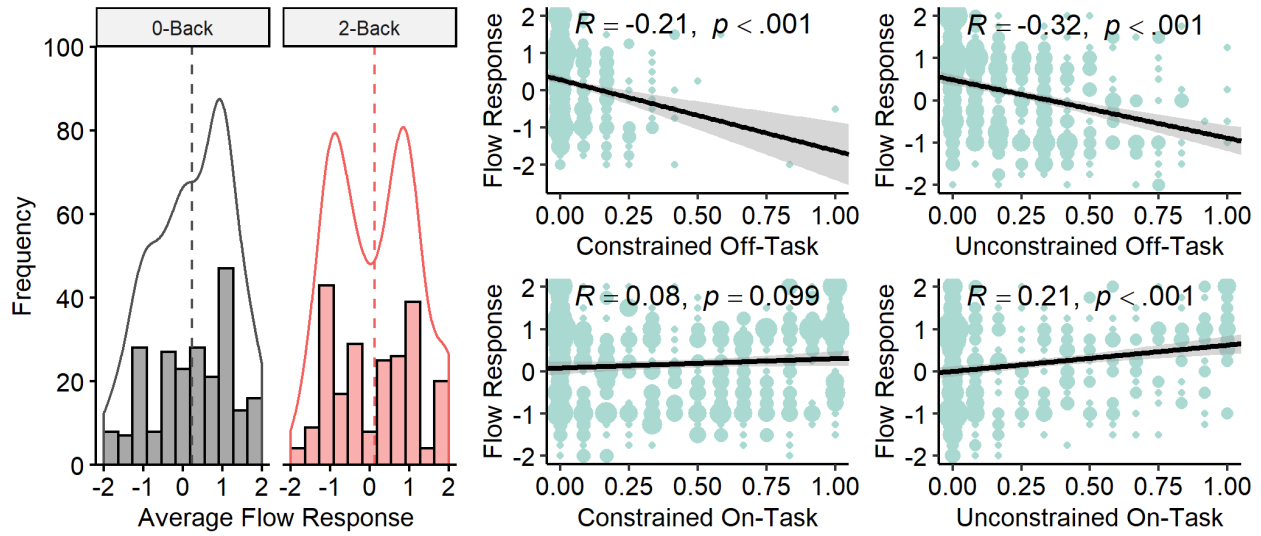 0-Back
2-Back
Frequency
100
80
60
40
20
0
-2 -1 0 1 2
-2 -1 0 1 2
Average Flow Response
Flow Response
2
1
0
-1
-2
R = -0.21, p < .001
0.00 0.25 0.50 0.75 1.00
Constrained Off-Task
Flow Response
2
1
0
-1
-2
R = -0.32, p < .001
0.00 0.25 0.50 0.75 1.00
Unconstrained Off-Task
Flow Response
2
1
0
-1
-2
R = 0.08, p = 0.099
0.00 0.25 0.50 0.75 1.00
Constrained On-Task
Flow Response
2
1
0
-1
-2
R = 0.21, p < .001
0.00 0.25 0.50 0.75 1.00
Unconstrained On-Task